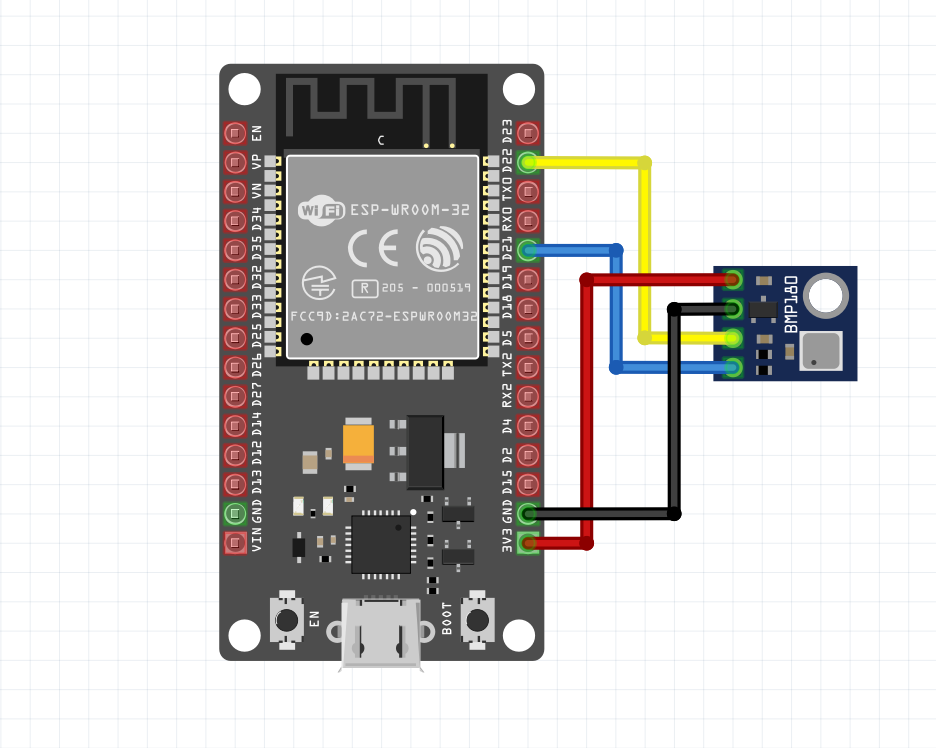 C
WiFi ESP-WROOM-32
CE
R 205 - 000519
FCC9D:2AC72-ESPWROOM32
EN
VP
VN
D34
D35
D32
D33
D25
D26
D27
D14
D12
D13
GND
VIN
D23
D22
TX0
RX0
D21
D19
D18
D5
TX2
RX2
D4
D2
D15
GND
3V3
EN
BOOT
BMP180